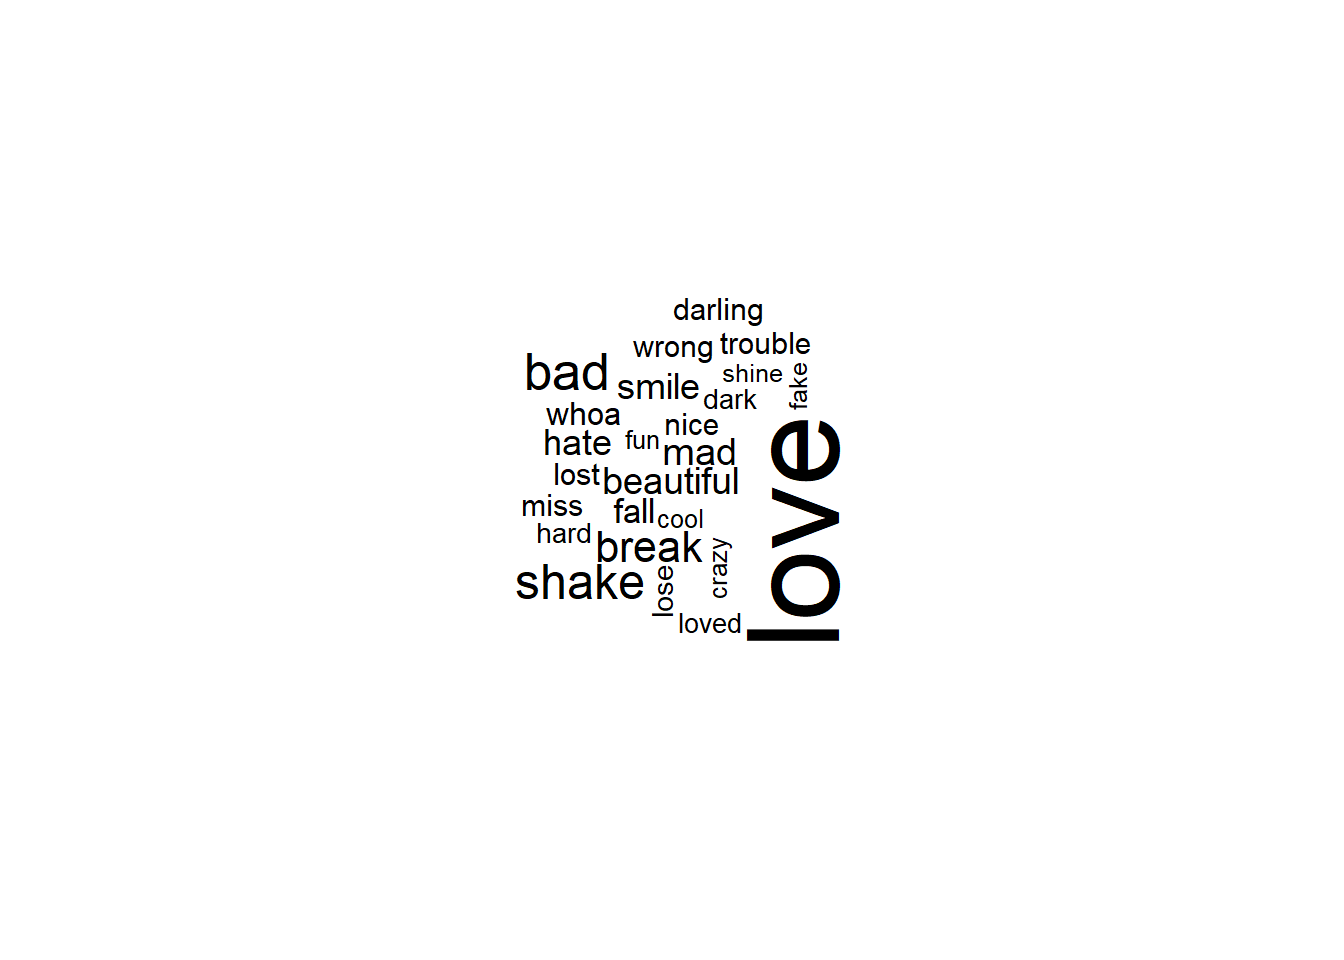 darling
wrong
trouble
bad
smile
shine
fake
dark
whoa
nice
hate
fun
mad
love
lost
beautiful
miss
fall
cool
hard
break
crazy
shake
lose
loved